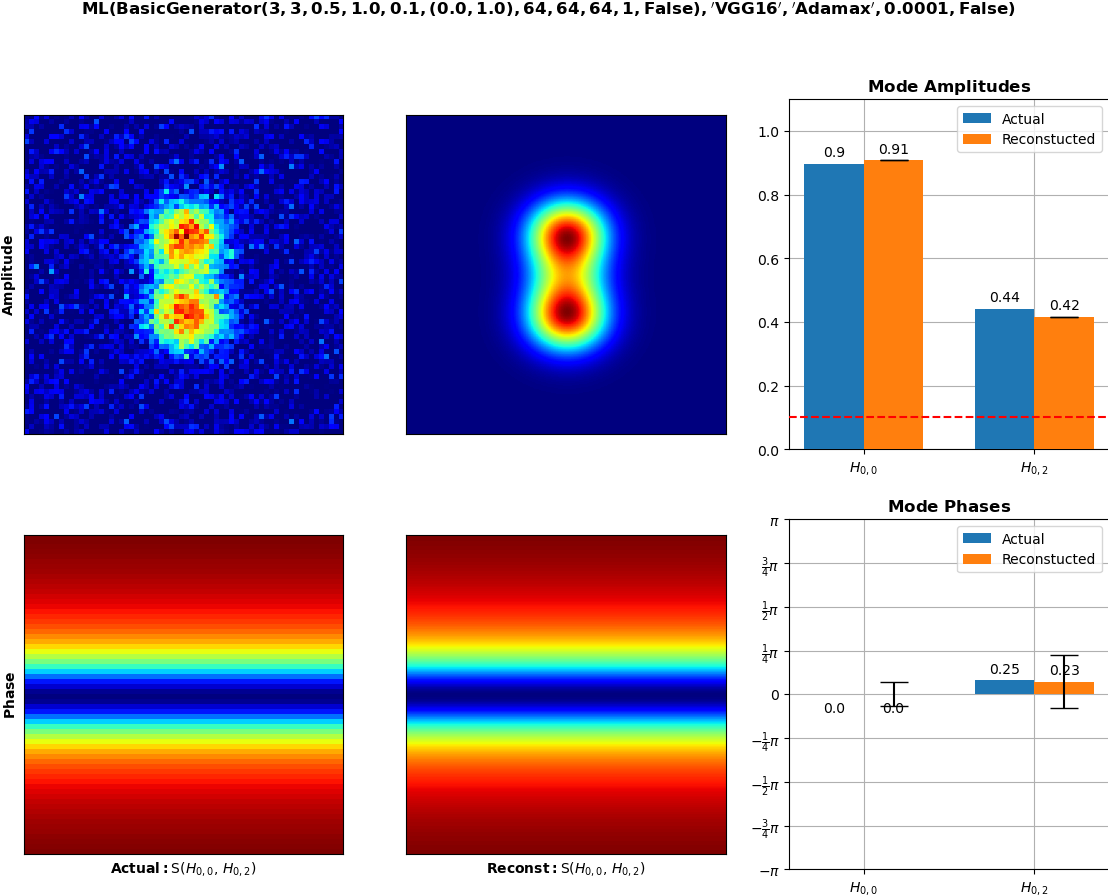 ML(BasicGenerator(3, 3, 0.5, 1.0, 0.1, (0.0, 1.0), 64, 64, 64, 1, False), ′VGG16′, ′Adamax′, 0.0001, False)
Amplitude
Mode Amplitudes
Actual
Reconstucted
1.0
0.8
0.6
0.4
0.2
0.0
0.9
0.91
0.44
0.42
H0,0
H0,2
Phase
Actual: S(H0,0, H0,2)
Reconst: S(H0,0, H0,2)
Mode Phases
Actual
Reconstucted
π
3/4π
1/2π
1/4π
0
−1/4π
−1/2π
−3/4π
−π
0.0
0.0
0.25
0.23
H0,0
H0,2